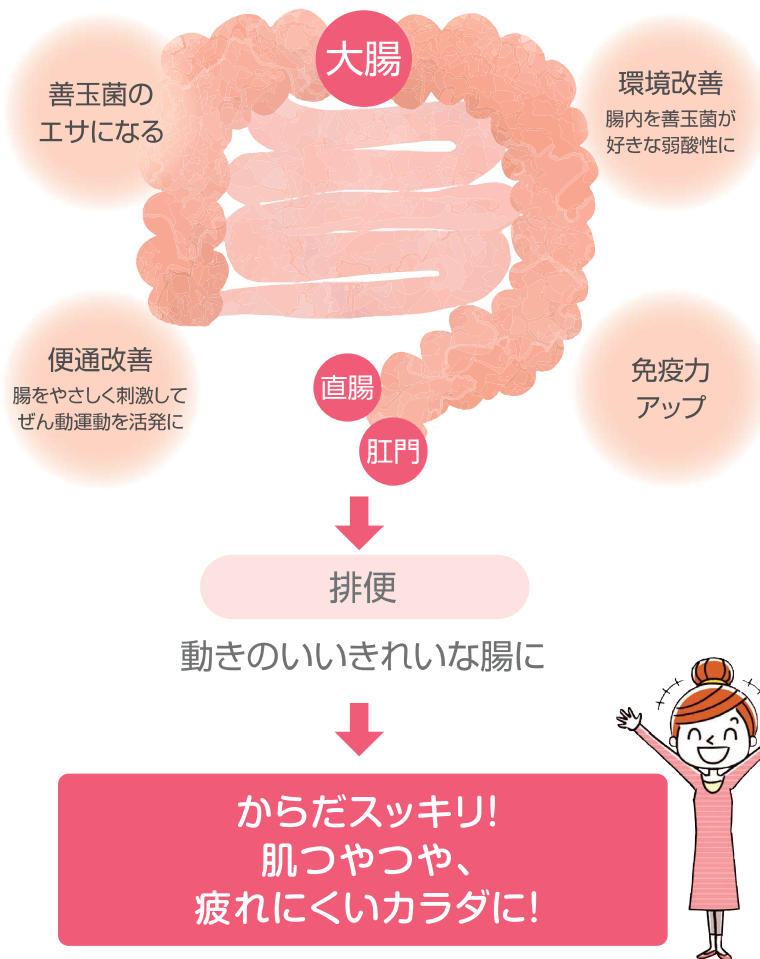 大腸
善玉菌の
エサになる
環境改善
腸内を善玉菌が
好きな弱酸性に
便通改善
腸をやさしく刺激して
ぜん動運動を活発に
免疫力
アップ
直腸
肛門
排便
動きのいいきれいな腸に
からだスッキリ!
肌つやつや、
疲れにくいカラダに!